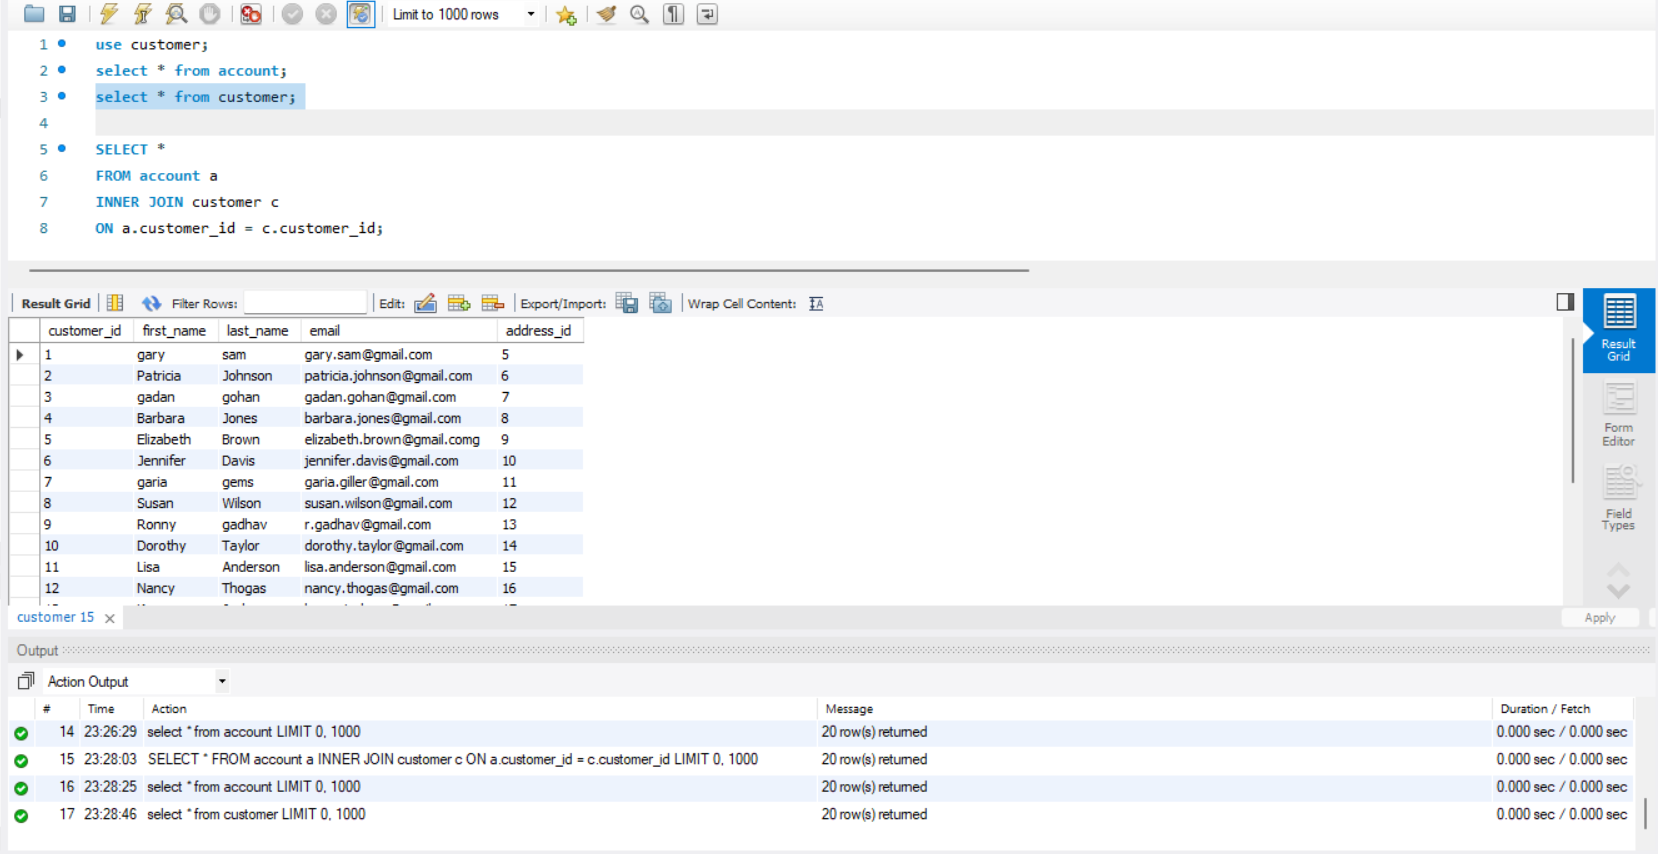 Limit to 1000 rows
1 use customer;
2 select * from account;
3 select * from customer;
4
5 SELECT *
6 FROM account a
7 INNER JOIN customer c
8 ON a.customer_id = c.customer_id;
Result Grid Filter Rows: Edit: Export/Import: Wrap Cell Content:
customer_id first_name last_name email address_id
1 gary sam gary.sam@gmail.com 5
2 Patricia Johnson patricia.johnson@gmail.com 6
3 gadan gohan gadan.gohan@gmail.com 7
4 Barbara Jones barbara.jones@gmail.com 8
5 Elizabeth Brown elizabeth.brown@gmail.comg 9
6 Jennifer Davis jennifer.davis@gmail.com 10
7 garia gems garia.giller@gmail.com 11
8 Susan Wilson susan.wilson@gmail.com 12
9 Ronny gadhav r.gadhav@gmail.com 13
10 Dorothy Taylor dorothy.taylor@gmail.com 14
11 Lisa Anderson lisa.anderson@gmail.com 15
12 Nancy Thogas nancy.thogas@gmail.com 16
Result
Grid
Form
Editor
Field
Types
customer 15
Apply
Output
Action Output
# Time Action Message Duration / Fetch
14 23:26:29 select * from account LIMIT 0, 1000 20 row(s) returned 0.000 sec / 0.000 sec
15 23:28:03 SELECT * FROM account a INNER JOIN customer c ON a.customer_id = c.customer_id LIMIT 0, 1000 20 row(s) returned 0.000 sec / 0.000 sec
16 23:28:25 select * from account LIMIT 0, 1000 20 row(s) returned 0.000 sec / 0.000 sec
17 23:28:46 select * from customer LIMIT 0, 1000 20 row(s) returned 0.000 sec / 0.000 sec